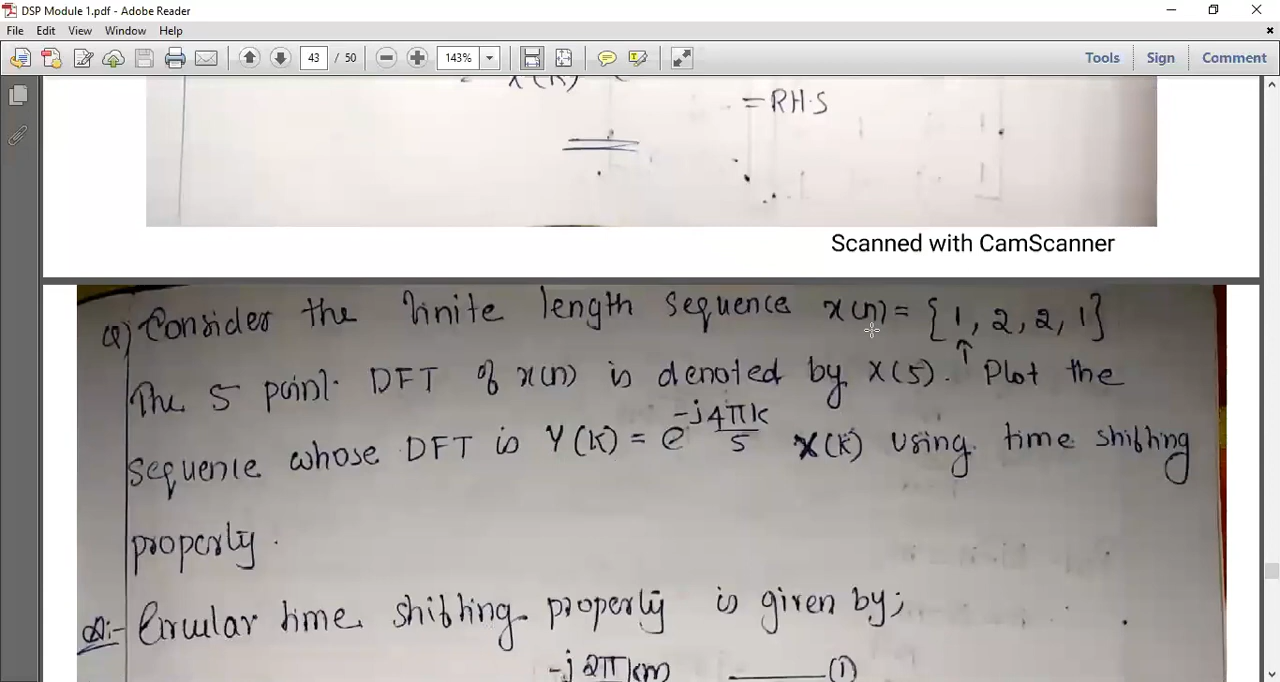 DSP Module 1.pdf - Adobe Reader
File Edit View Window Help
43 / 50 143% Tools Sign Comment
= RH.S
Scanned with CamScanner
Q) Consider the finite length sequence x(n) = {1, 2, 2, 1}
↑
The 5 point DFT of x(n) is denoted by X(5). Plot the
sequence whose DFT is Y(k) = e^{-j4πk/5} X(k) using time shifting
property.
Circular time shifting property is given by;
-j 2π km (1)